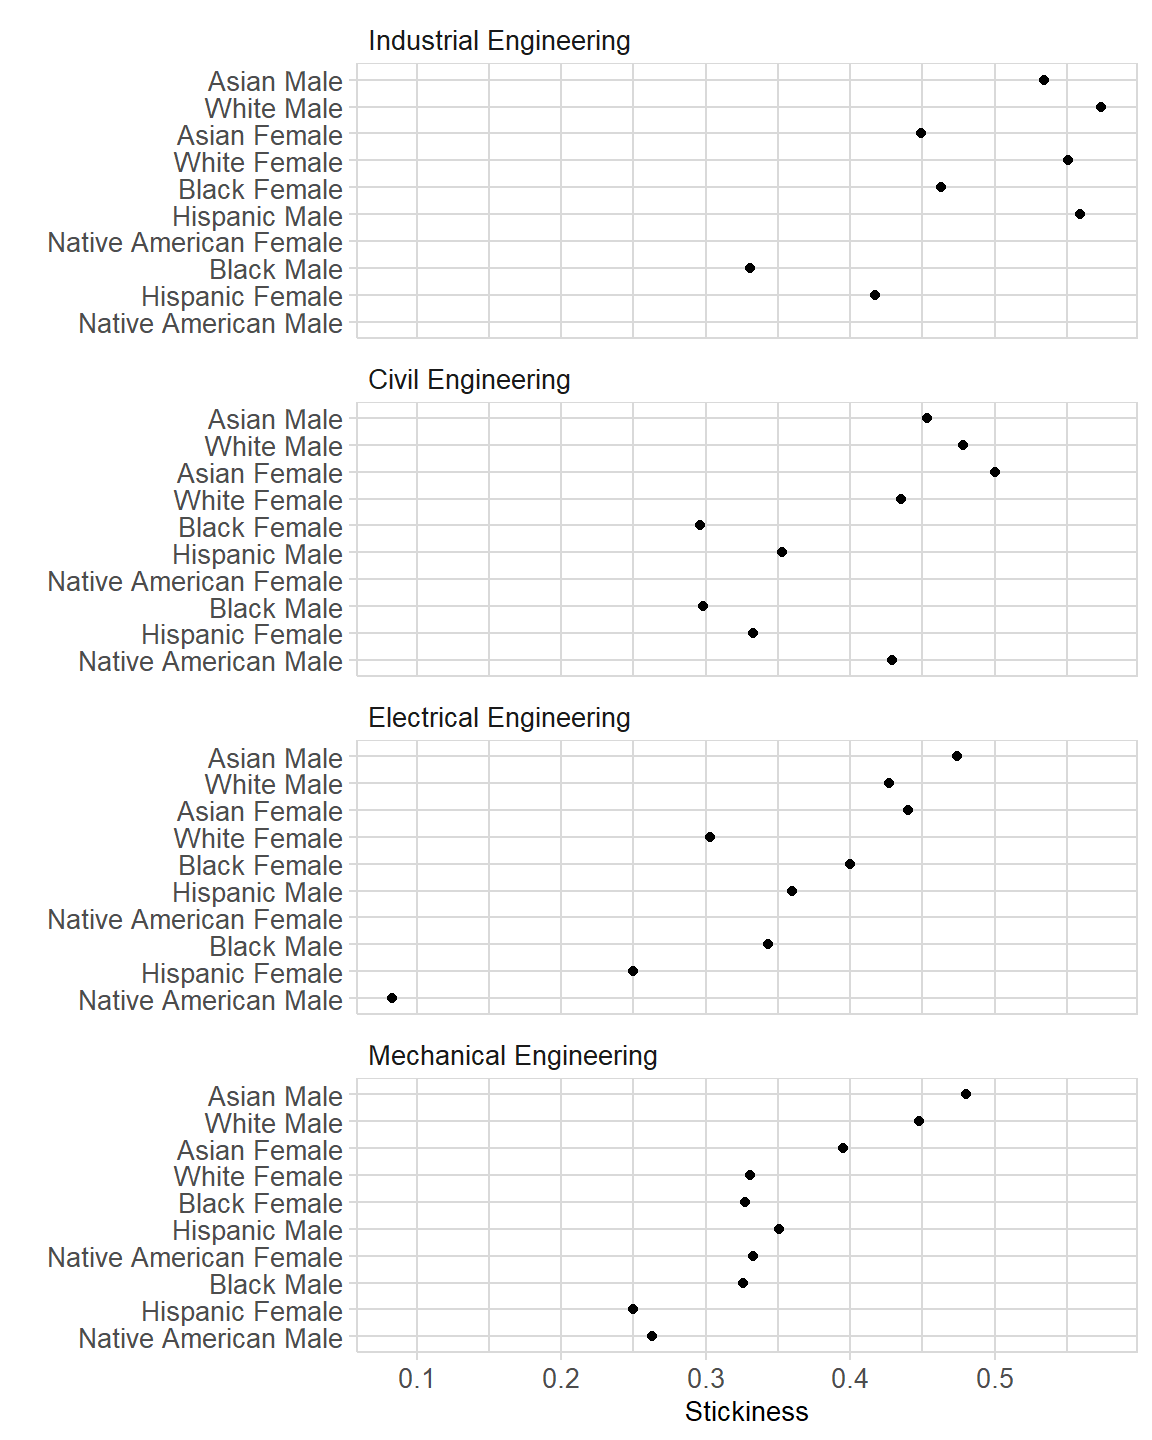 Industrial Engineering
Asian Male
White Male
Asian Female
White Female
Black Female
Hispanic Male
Native American Female
Black Male
Hispanic Female
Native American Male
Civil Engineering
Asian Male
White Male
Asian Female
White Female
Black Female
Hispanic Male
Native American Female
Black Male
Hispanic Female
Native American Male
Electrical Engineering
Asian Male
White Male
Asian Female
White Female
Black Female
Hispanic Male
Native American Female
Black Male
Hispanic Female
Native American Male
Mechanical Engineering
Asian Male
White Male
Asian Female
White Female
Black Female
Hispanic Male
Native American Female
Black Male
Hispanic Female
Native American Male
0.1 0.2 0.3 0.4 0.5
Stickiness